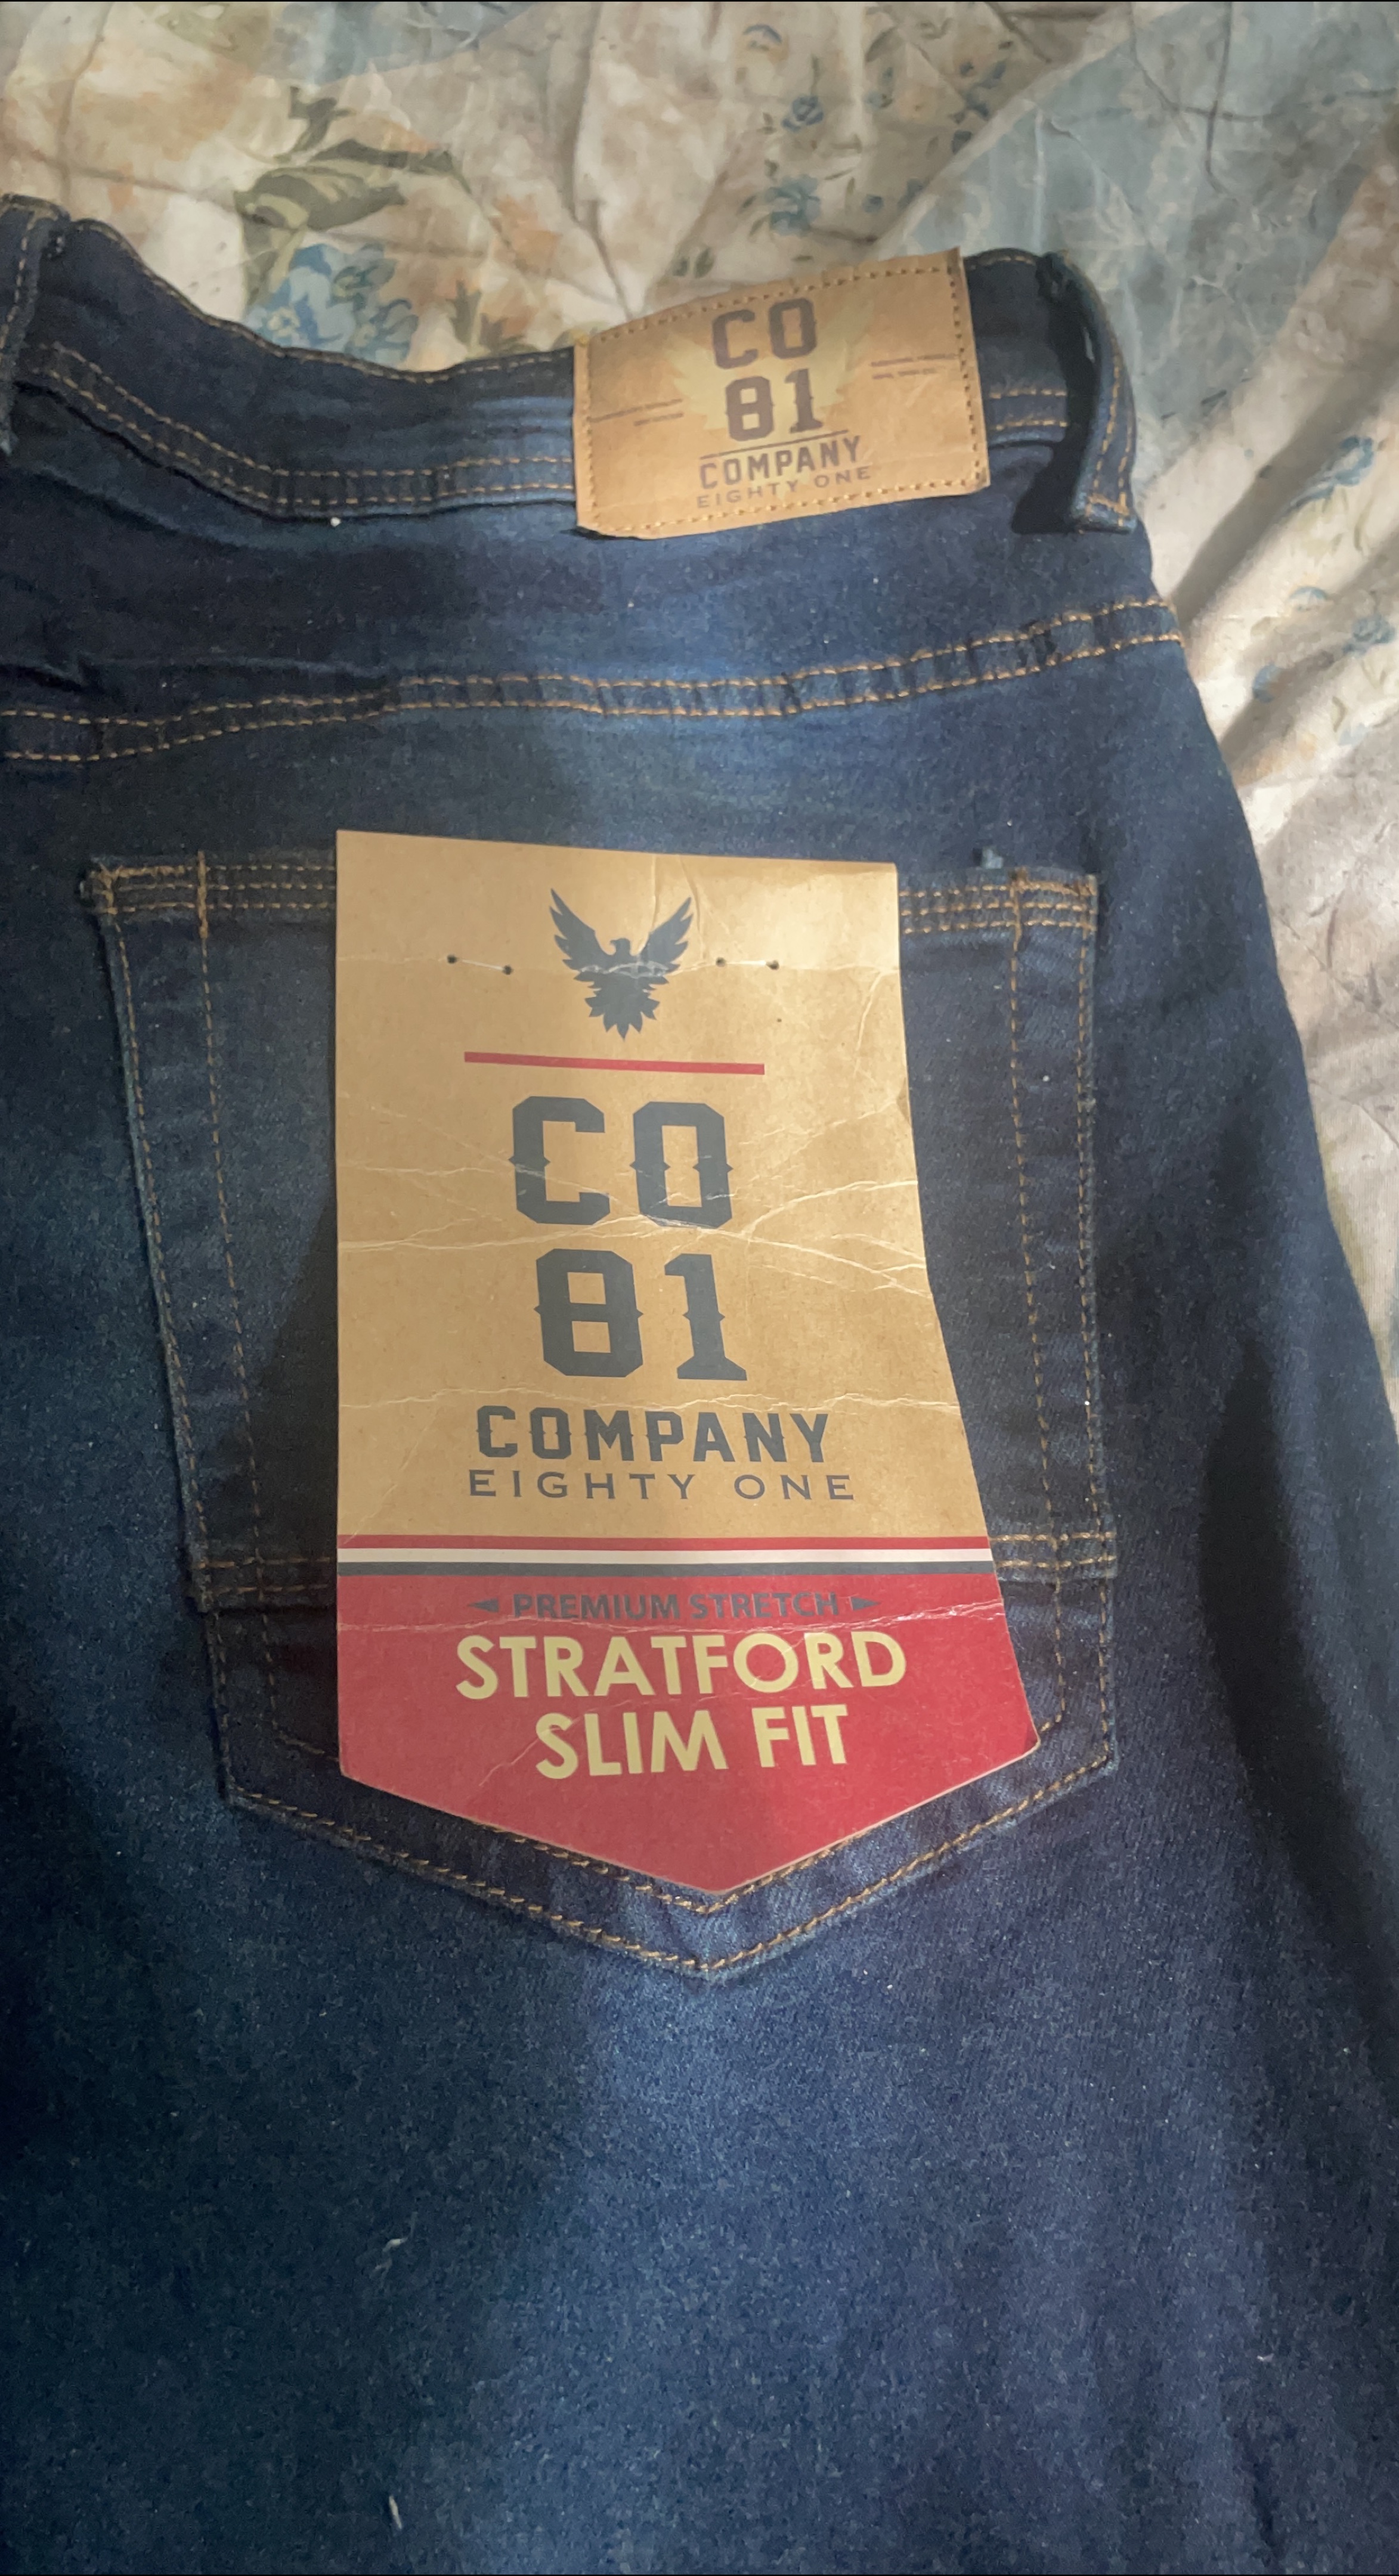 CO
81
COMPANY
EIGHTY ONE
CO
81
COMPANY
EIGHTY ONE
PREMIUM STRETCH
STRATFORD
SLIM FIT